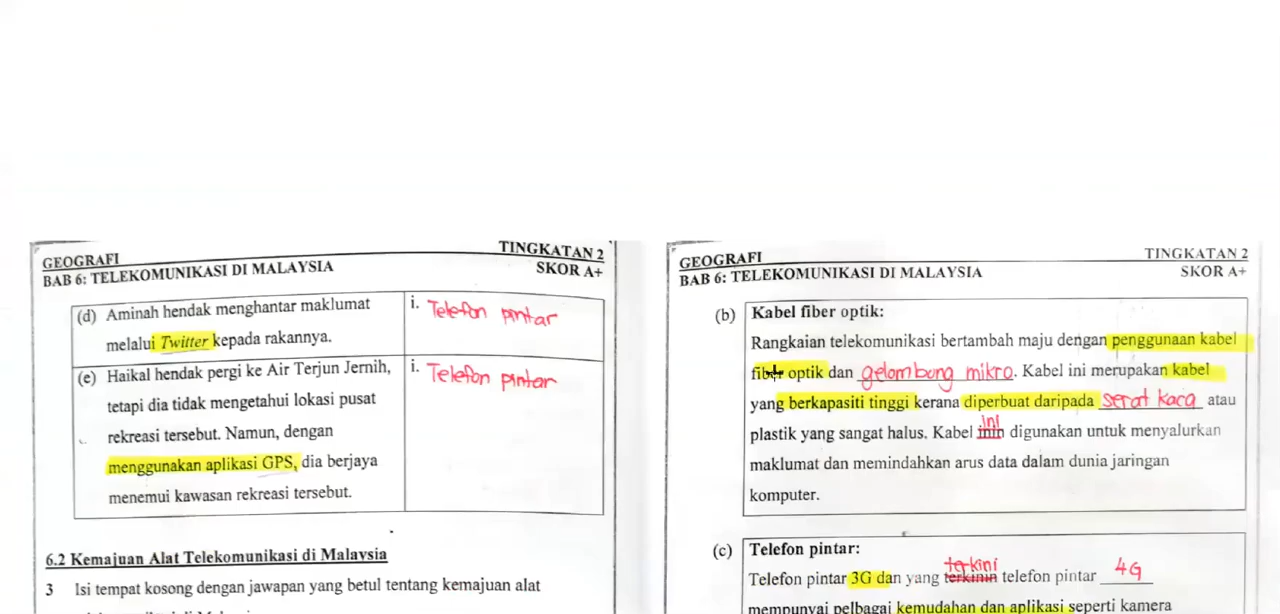 GEOGRAFI
TINGKATAN 2
BAB 6: TELEKOMUNIKASI DI MALAYSIA
SKOR A+
(d) Aminah hendak menghantar maklumat
melalui Twitter kepada rakannya.
i. Telefon pintar
(e) Haikal hendak pergi ke Air Terjun Jernih,
tetapi dia tidak mengetahui lokasi pusat
rekreasi tersebut. Namun, dengan
menggunakan aplikasi GPS, dia berjaya
menemui kawasan rekreasi tersebut.
i. Telefon pintar
6.2 Kemajuan Alat Telekomunikasi di Malaysia
3 Isi tempat kosong dengan jawapan yang betul tentang kemajuan alat
GEOGRAFI
TINGKATAN 2
BAB 6: TELEKOMUNIKASI DI MALAYSIA
SKOR A+
(b) Kabel fiber optik:
Rangkaian telekomunikasi bertambah maju dengan penggunaan kabel
fiber optik dan gelombung mikro. Kabel ini merupakan kabel
yang berkapasiti tinggi kerana diperbuat daripada serat kaca atau
ini
plastik yang sangat halus. Kabel inin digunakan untuk menyalurkan
maklumat dan memindahkan arus data dalam dunia jaringan
komputer.
(c) Telefon pintar:
terkini
Telefon pintar 3G dan yang terkinin telefon pintar 4G
mempunyai pelbagai kemudahan dan aplikasi seperti kamera